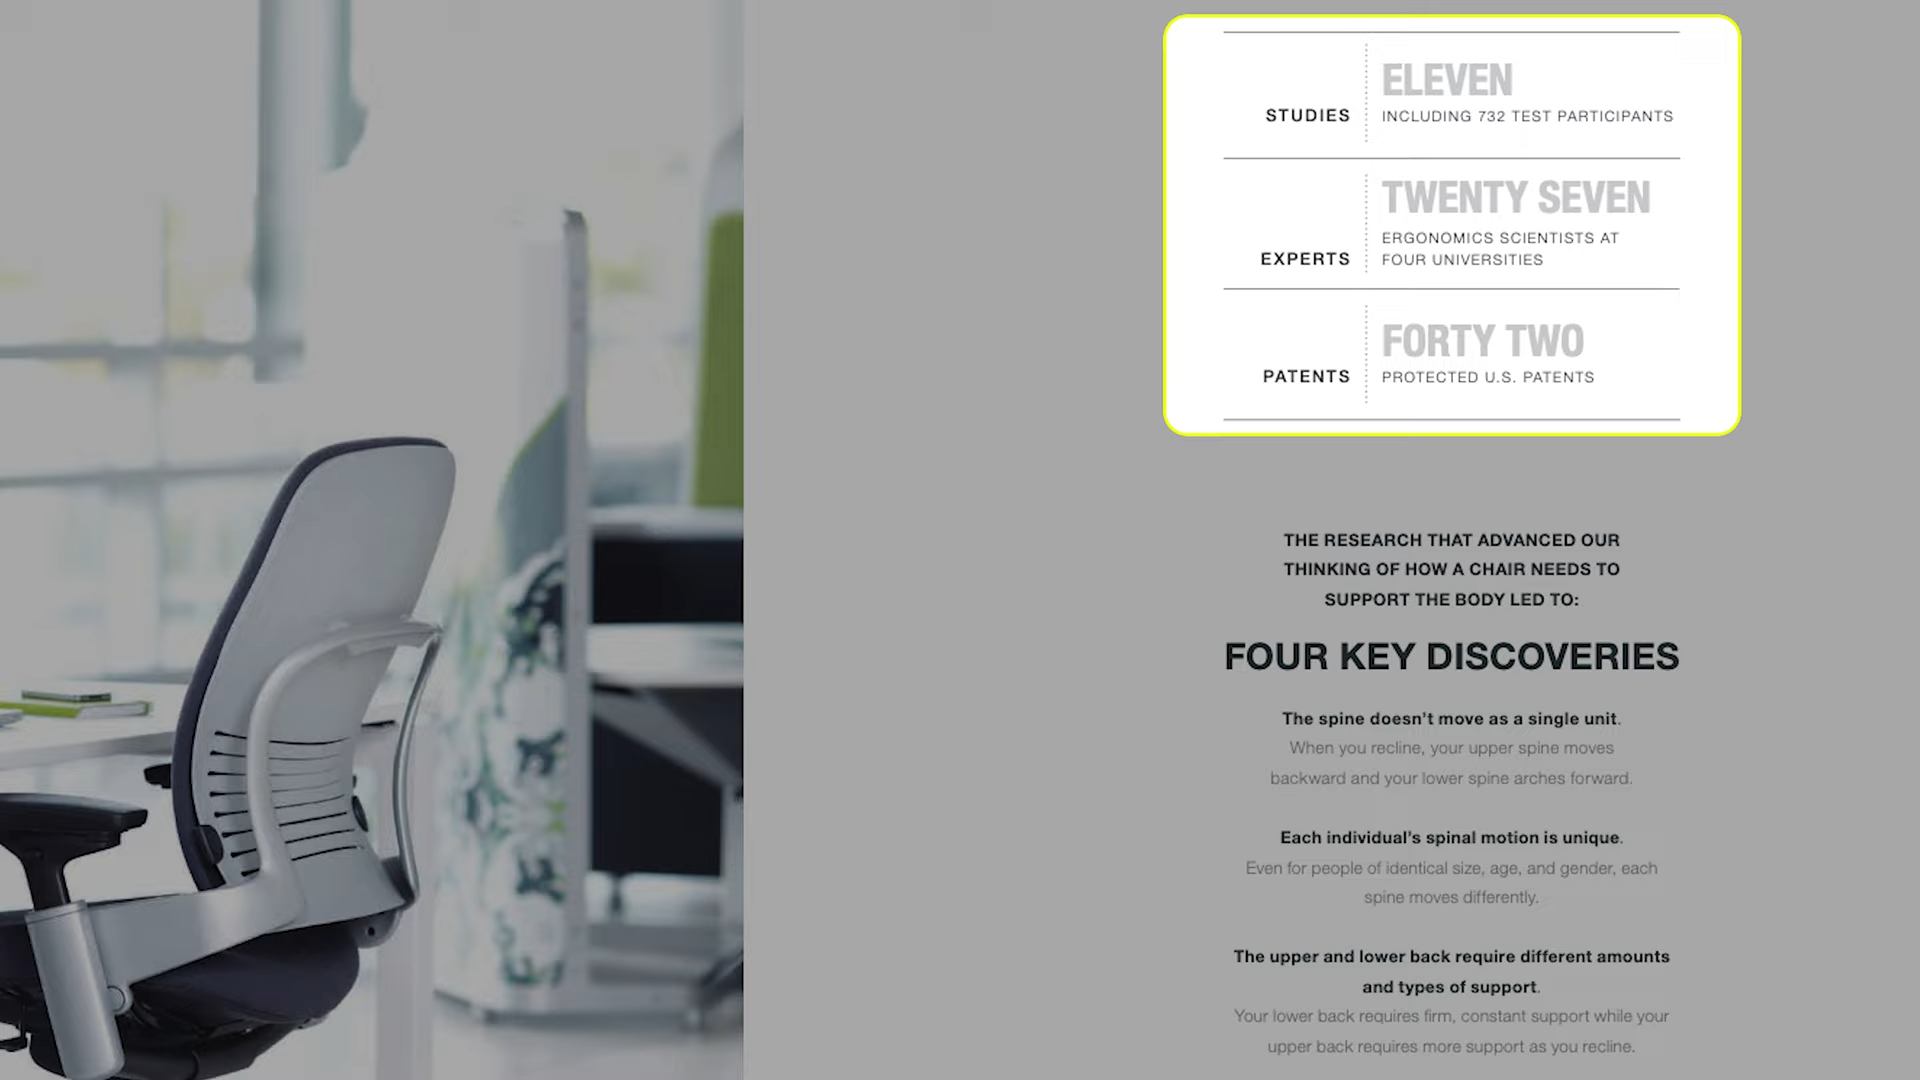 STUDIES
ELEVEN
INCLUDING 732 TEST PARTICIPANTS
EXPERTS
TWENTY SEVEN
ERGONOMICS SCIENTISTS AT
FOUR UNIVERSITIES
PATENTS
FORTY TWO
PROTECTED U.S. PATENTS
THE RESEARCH THAT ADVANCED OUR
THINKING OF HOW A CHAIR NEEDS TO
SUPPORT THE BODY LED TO:
FOUR KEY DISCOVERIES
The spine doesn't move as a single unit.
When you recline, your upper spine moves
backward and your lower spine arches forward.
Each individual's spinal motion is unique.
Even for people of identical size, age, and gender, each
spine moves differently.
The upper and lower back require different amounts
and types of support.
Your lower back requires firm, constant support while your
upper back requires more support as you recline.